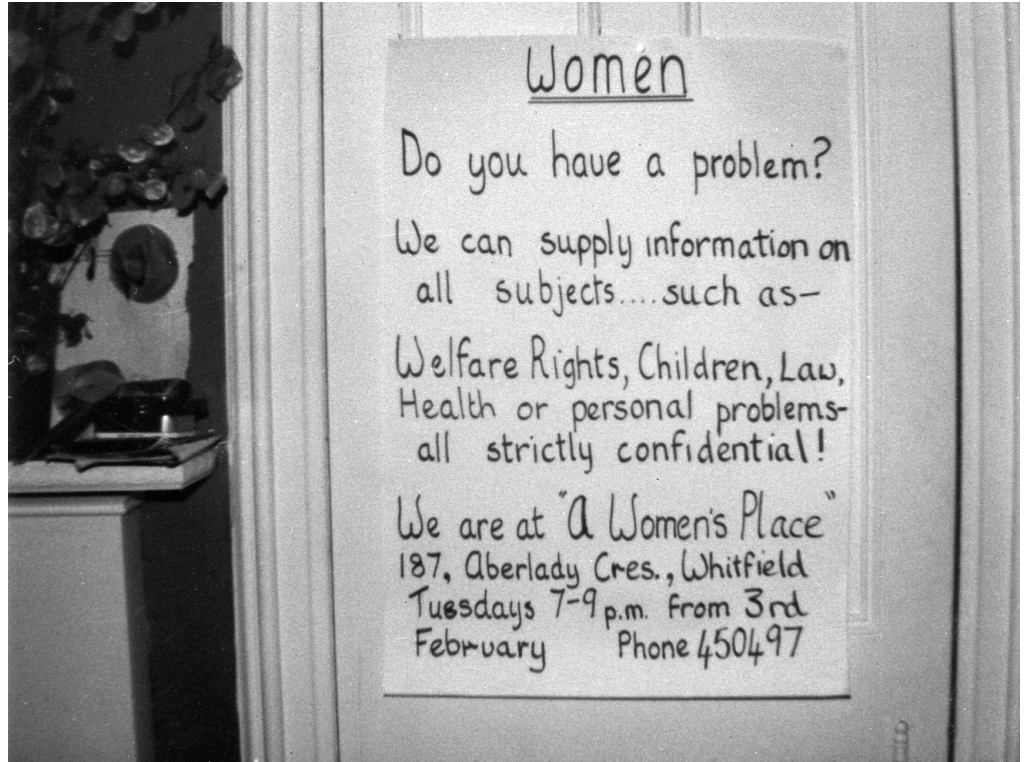 Women
Do you have a problem?
We can supply information on
all subjects....such as-
Welfare Rights, Children, Law,
Health or personal problems-
all strictly confidential!
We are at "A Women's Place"
187, Aberlady Cres., Whitfield
Tuesdays 7-9 p.m. from 3rd
February Phone 450497